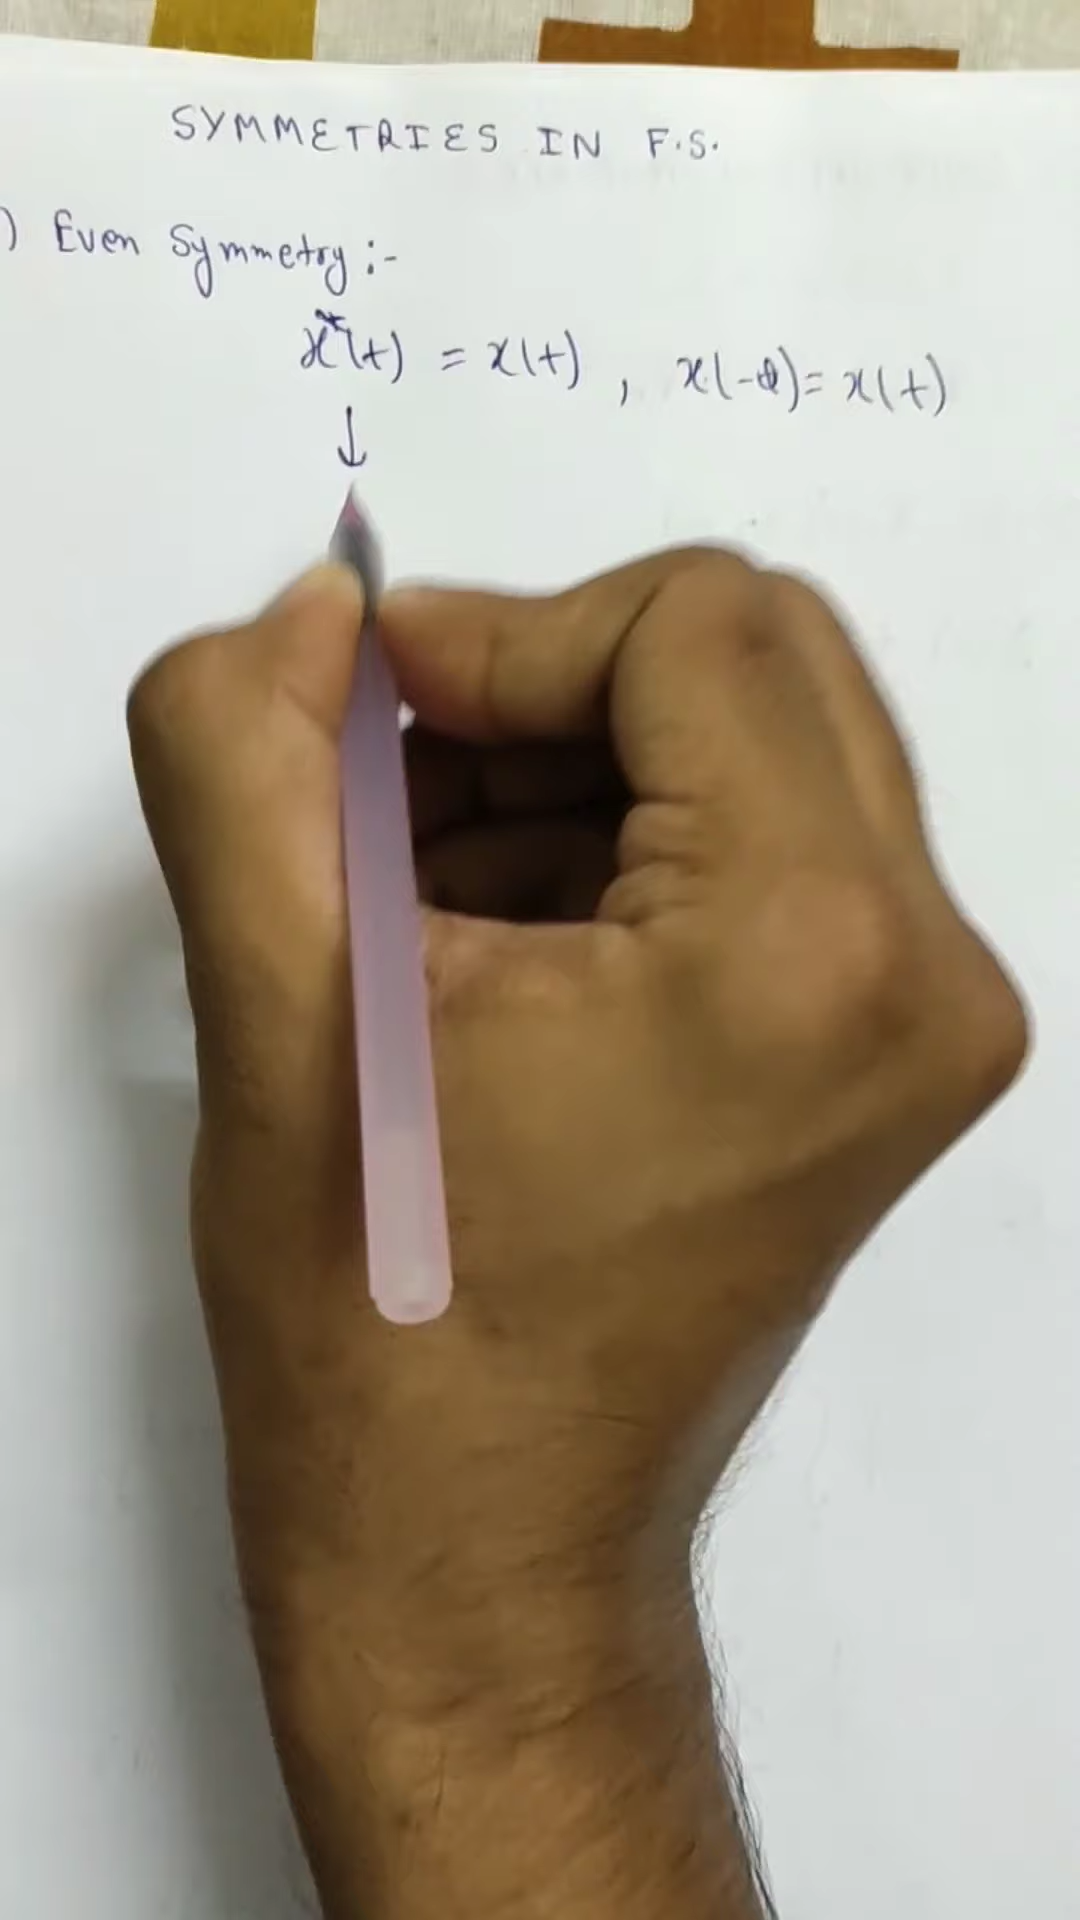 SYMMETRIES IN F.S.
) Even Symmetry :-
x*(t) = x(t) , x(-t) = x(t)
↓